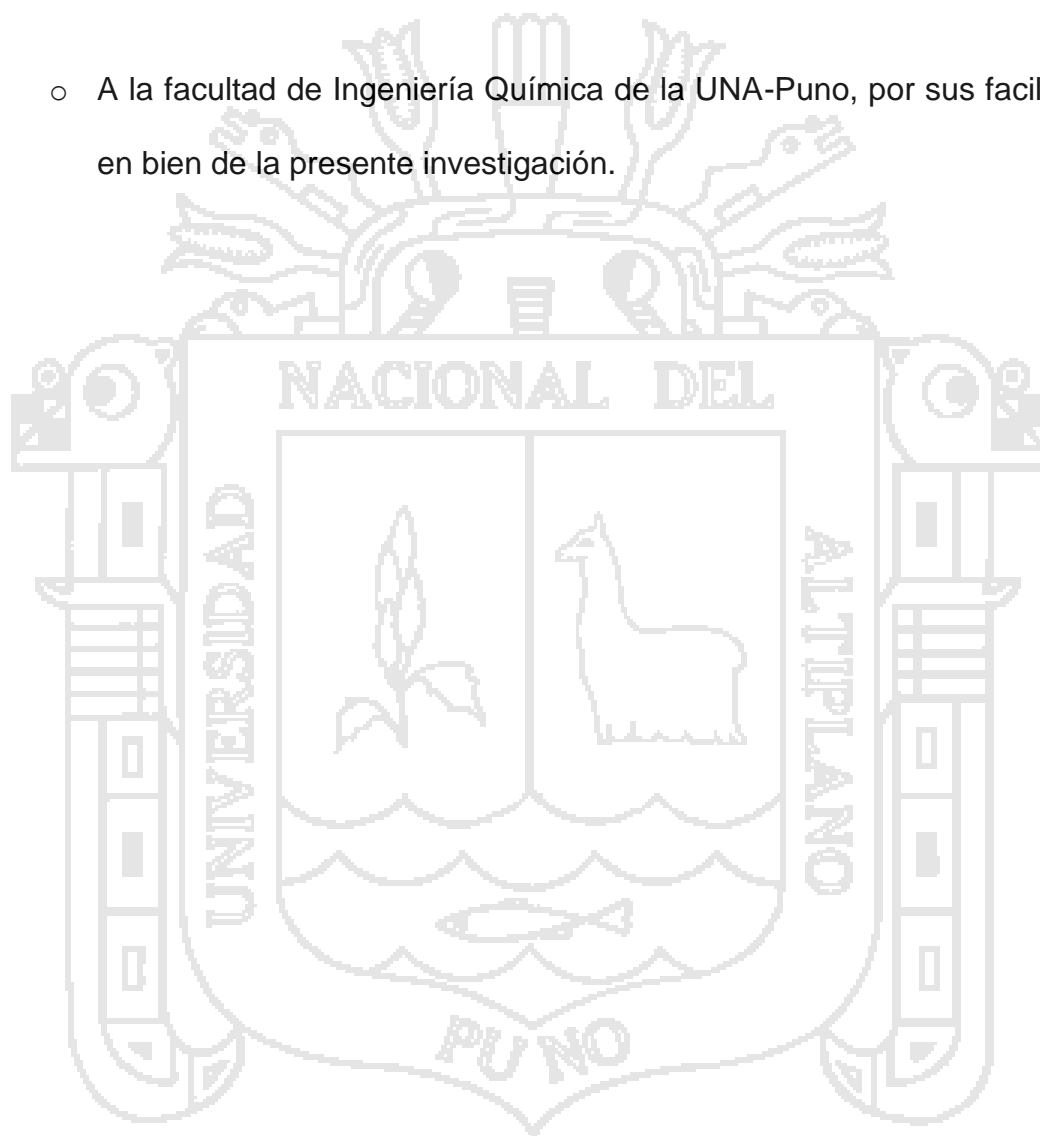 ○ A la facultad de Ingeniería Química de la UNA-Puno, por sus facil
en bien de la presente investigación.
NACIONAL DEL
UNIVERSIDAD
ALTIPLANO
PUNO